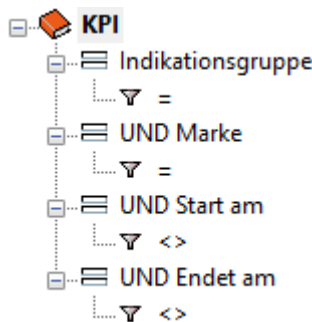 KPI
Indikationsgruppe
=
UND Marke
=
UND Start am
<>
UND Endet am
<>